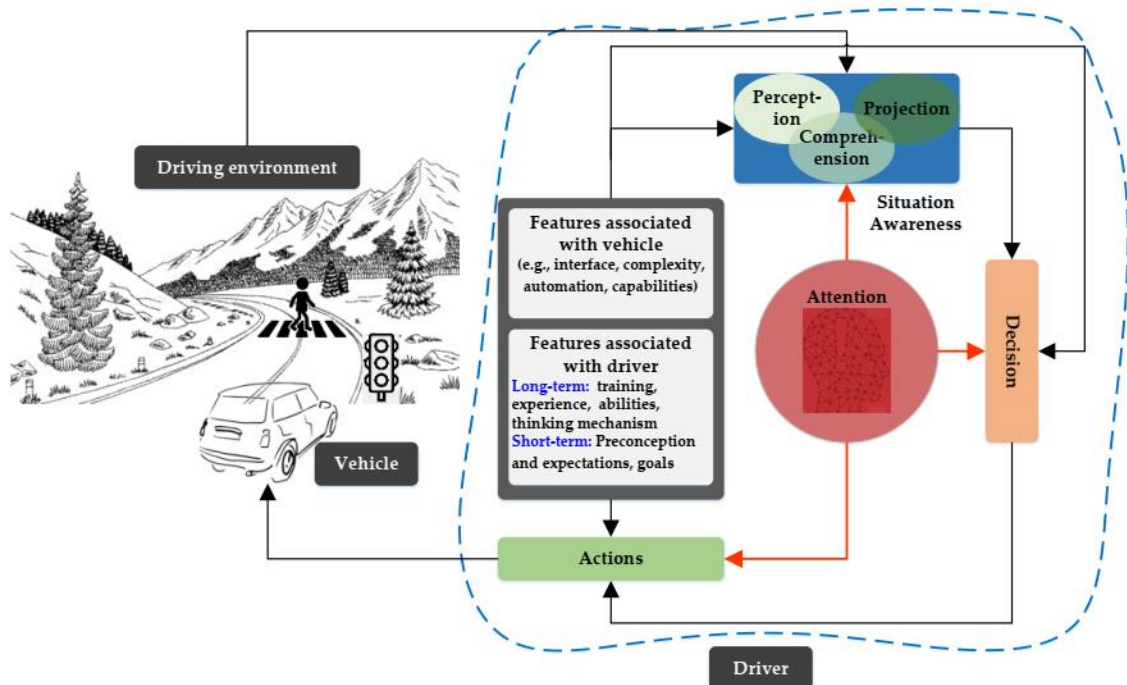 Percept-
ion
Projection
Compreh-
ension
Driving environment
Situation
Awareness
Features associated
with vehicle
(e.g., interface, complexity,
automation, capabilities)
Attention
Decision
Features associated
with driver
Long-term: training,
experience, abilities,
thinking mechanism
Short-term: Preconception
and expectations, goals
Vehicle
Actions
Driver